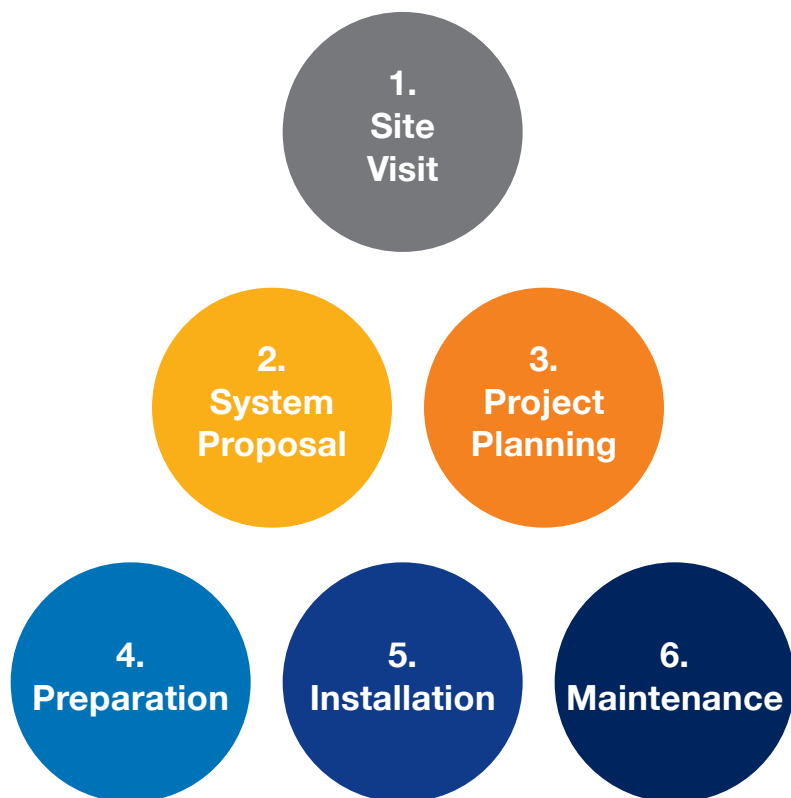 1.
Site
Visit
2.
System
Proposal
3.
Project
Planning
4.
Preparation
5.
Installation
6.
Maintenance